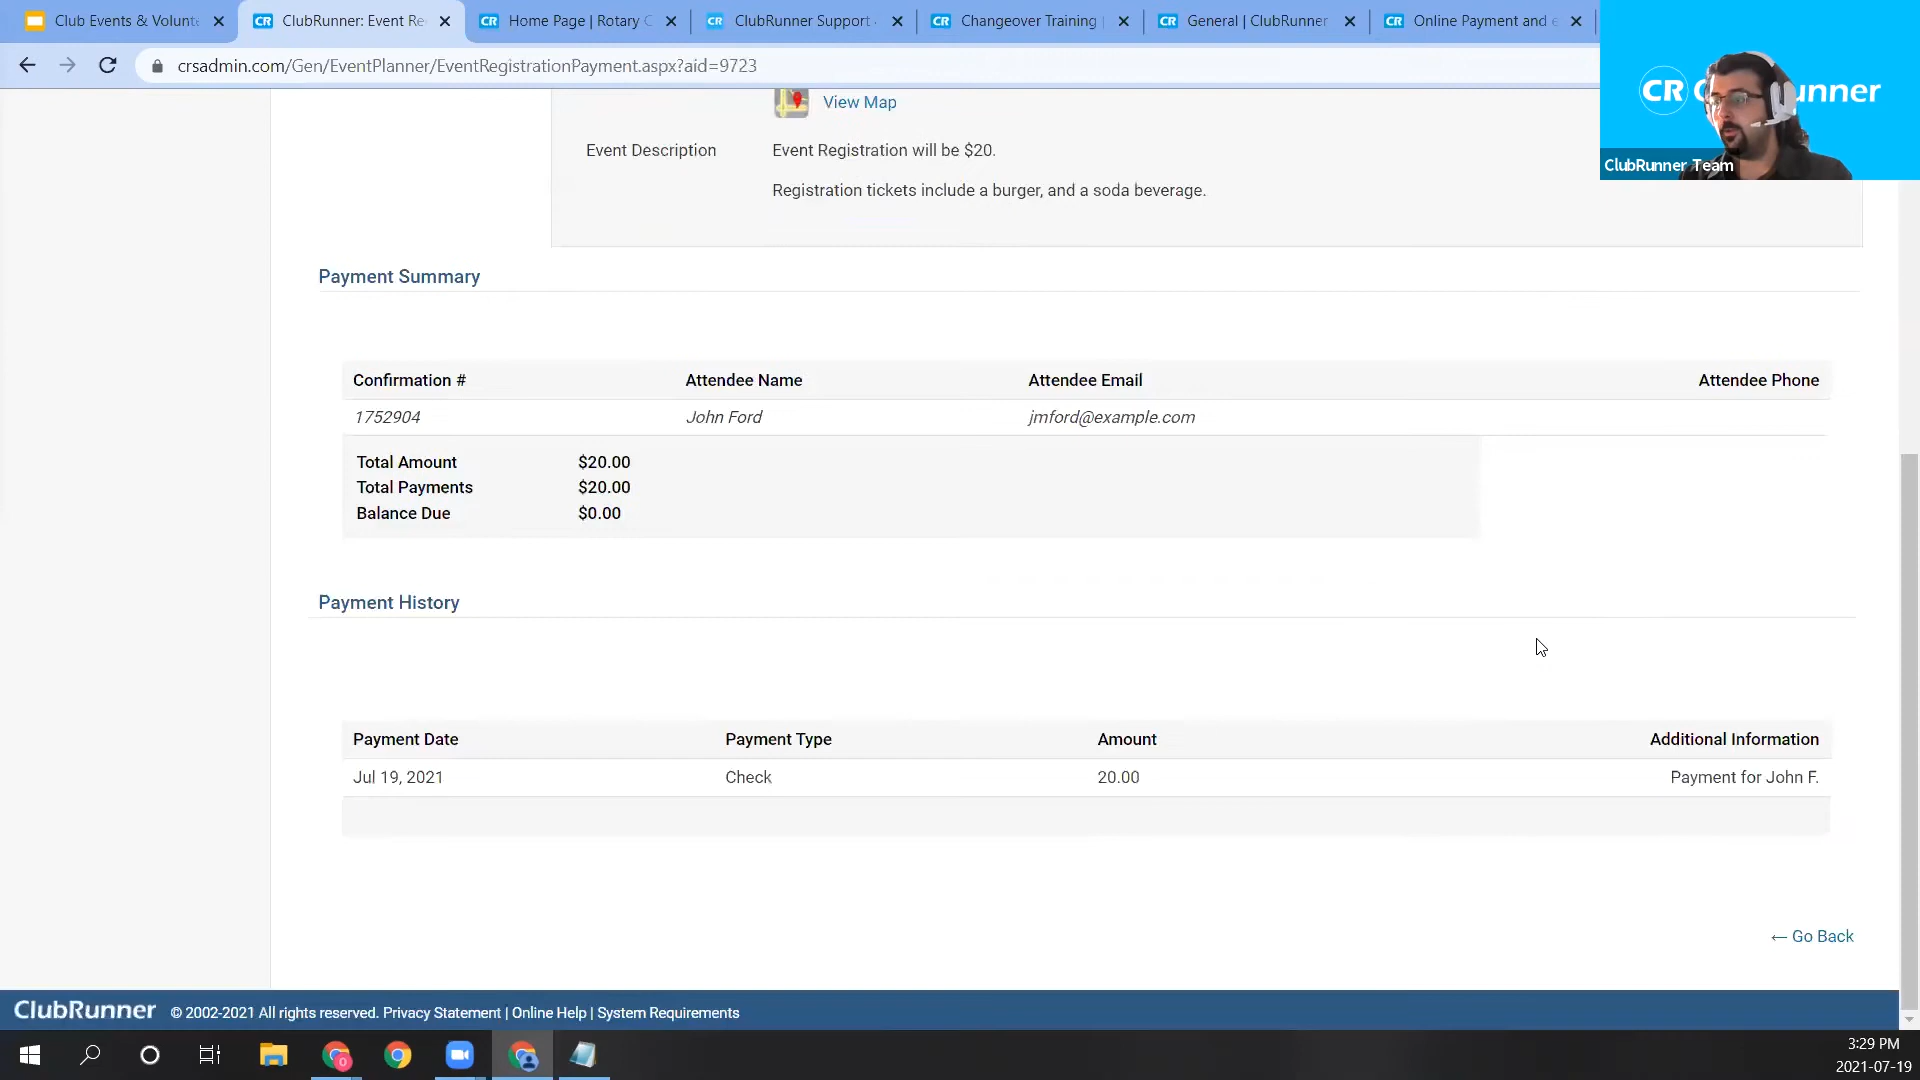 Club Events & Volunt
ClubRunner: Event Re
Home Page | Rotary C
ClubRunner Support
Changeover Training
General | ClubRunner
Online Payment and e
crsadmin.com/Gen/EventPlanner/EventRegistrationPayment.aspx?aid=9723
CR C unner
ClubRunner Team
View Map
Event Description Event Registration will be $20.
Registration tickets include a burger, and a soda beverage.
Payment Summary
Confirmation # Attendee Name Attendee Email Attendee Phone
1752904 John Ford jmford@example.com
Total Amount $20.00
Total Payments $20.00
Balance Due $0.00
Payment History
Payment Date Payment Type Amount Additional Information
Jul 19, 2021 Check 20.00 Payment for John F.
← Go Back
ClubRunner © 2002-2021 All rights reserved. Privacy Statement | Online Help | System Requirements
3:29 PM
2021-07-19